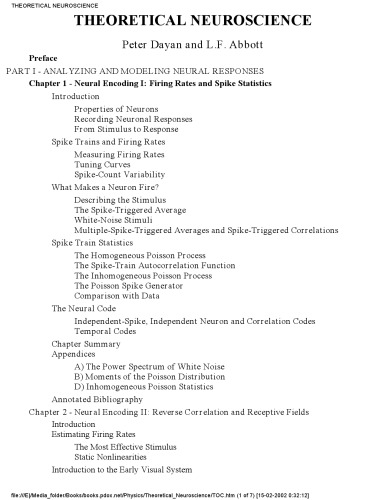 THEORETICAL NEUROSCIENCE
THEORETICAL NEUROSCIENCE
Peter Dayan and L.F. Abbott
Preface
PART I - ANALYZING AND MODELING NEURAL RESPONSES
Chapter 1 - Neural Encoding I: Firing Rates and Spike Statistics
Introduction
Properties of Neurons
Recording Neuronal Responses
From Stimulus to Response
Spike Trains and Firing Rates
Measuring Firing Rates
Tuning Curves
Spike-Count Variability
What Makes a Neuron Fire?
Describing the Stimulus
The Spike-Triggered Average
White-Noise Stimuli
Multiple-Spike-Triggered Averages and Spike-Triggered Correlations
Spike Train Statistics
The Homogeneous Poisson Process
The Spike-Train Autocorrelation Function
The Inhomogeneous Poisson Process
The Poisson Spike Generator
Comparison with Data
The Neural Code
Independent-Spike, Independent Neuron and Correlation Codes
Temporal Codes
Chapter Summary
Appendices
A) The Power Spectrum of White Noise
B) Moments of the Poisson Distribution
D) Inhomogeneous Poisson Statistics
Annotated Bibliography
Chapter 2 - Neural Encoding II: Reverse Correlation and Receptive Fields
Introduction
Estimating Firing Rates
The Most Effective Stimulus
Static Nonlinearities
Introduction to the Early Visual System
file:///E|/Media_folder/Books/books.pdox.net/Physics/Theoretical_Neuroscience/TOC.htm (1 of 7) [15-02-2002 0:32:12]